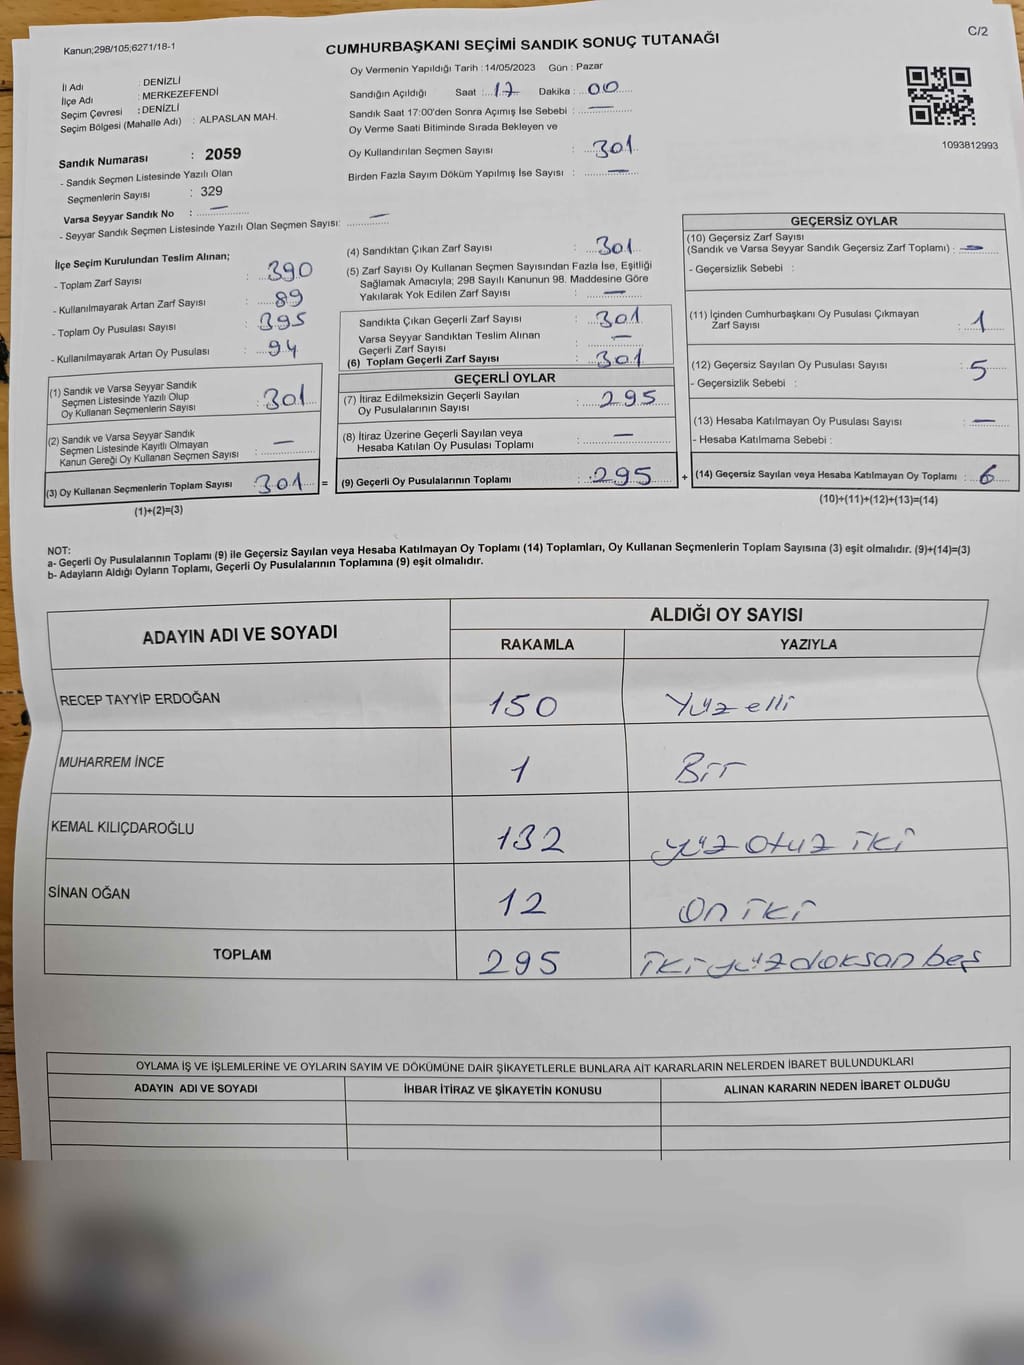 Kanun;298/105;6271/18-1
C/2
CUMHURBAŞKANI SEÇİMİ SANDIK SONUÇ TUTANAĞI
İl Adı : DENİZLİ
İlçe Adı : MERKEZEFENDİ
Seçim Çevresi : DENİZLİ
Seçim Bölgesi (Mahalle Adı) : ALPASLAN MAH.
Sandık Numarası : 2059
- Sandık Seçmen Listesinde Yazılı Olan
Seçmenlerin Sayısı : 329
Varsa Seyyar Sandık No : —
- Seyyar Sandık Seçmen Listesinde Yazılı Olan Seçmen Sayısı: —
Oy Vermenin Yapıldığı Tarih : 14/05/2023 Gün : Pazar
Sandığın Açıldığı Saat : 17 Dakika : 00
Sandık Saat 17:00'den Sonra Açımış İse Sebebi : —
Oy Verme Saati Bitiminde Sırada Bekleyen ve
Oy Kullandırılan Seçmen Sayısı : 301
Birden Fazla Sayım Döküm Yapılmış İse Sayısı : —
1093812993
İlçe Seçim Kurulundan Teslim Alınan;
- Toplam Zarf Sayısı : 390
- Kullanılmayarak Artan Zarf Sayısı : 89
- Toplam Oy Pusulası Sayısı : 395
- Kullanılmayarak Artan Oy Pusulası : 94
(1) Sandık ve Varsa Seyyar Sandık
Seçmen Listesinde Yazılı Olup
Oy Kullanan Seçmenlerin Sayısı : 301
(2) Sandık ve Varsa Seyyar Sandık
Seçmen Listesinde Kayıtlı Olmayan
Kanun Gereği Oy Kullanan Seçmen Sayısı : —
(3) Oy Kullanan Seçmenlerin Toplam Sayısı : 301 =
(1)+(2)=(3)
(4) Sandıktan Çıkan Zarf Sayısı : 301
(5) Zarf Sayısı Oy Kullanan Seçmen Sayısından Fazla İse, Eşitliği
Sağlamak Amacıyla; 298 Sayılı Kanunun 98. Maddesine Göre
Yakılarak Yok Edilen Zarf Sayısı : —
Sandıkta Çıkan Geçerli Zarf Sayısı : 301
Varsa Seyyar Sandıktan Teslim Alınan
Geçerli Zarf Sayısı : —
(6) Toplam Geçerli Zarf Sayısı : 301
GEÇERLİ OYLAR
(7) İtiraz Edilmeksizin Geçerli Sayılan
Oy Pusulalarının Sayısı : 295
(8) İtiraz Üzerine Geçerli Sayılan veya
Hesaba Katılan Oy Pusulası Toplamı : —
(9) Geçerli Oy Pusulalarının Toplamı : 295 +
GEÇERSİZ OYLAR
(10) Geçersiz Zarf Sayısı
(Sandık ve Varsa Seyyar Sandık Geçersiz Zarf Toplamı) : —
- Geçersizlik Sebebi :
(11) İçinden Cumhurbaşkanı Oy Pusulası Çıkmayan
Zarf Sayısı : 1
(12) Geçersiz Sayılan Oy Pusulası Sayısı : 5
- Geçersizlik Sebebi :
(13) Hesaba Katılmayan Oy Pusulası Sayısı : —
- Hesaba Katılmama Sebebi :
(14) Geçersiz Sayılan veya Hesaba Katılmayan Oy Toplamı : 6
(10)+(11)+(12)+(13)=(14)
NOT:
a- Geçerli Oy Pusulalarının Toplamı (9) ile Geçersiz Sayılan veya Hesaba Katılmayan Oy Toplamı (14) Toplamları, Oy Kullanan Seçmenlerin Toplam Sayısına (3) eşit olmalıdır. (9)+(14)=(3)
b- Adayların Aldığı Oyların Toplamı, Geçerli Oy Pusulalarının Toplamına (9) eşit olmalıdır.
ADAYIN ADI VE SOYADI ALDIĞI OY SAYISI
RAKAMLA YAZIYLA
RECEP TAYYİP ERDOĞAN 150 Yüz elli
MUHARREM İNCE 1 Bir
KEMAL KILIÇDAROĞLU 132 yüz otuz iki
SİNAN OĞAN 12 On iki
TOPLAM 295 iki yüz doksan beş
OYLAMA İŞ VE İŞLEMLERİNE VE OYLARIN SAYIM VE DÖKÜMÜNE DAİR ŞİKAYETLERLE BUNLARA AİT KARARLARIN NELERDEN İBARET BULUNDUKLARI
ADAYIN ADI VE SOYADI İHBAR İTİRAZ VE ŞİKAYETİN KONUSU ALINAN KARARIN NEDEN İBARET OLDUĞU